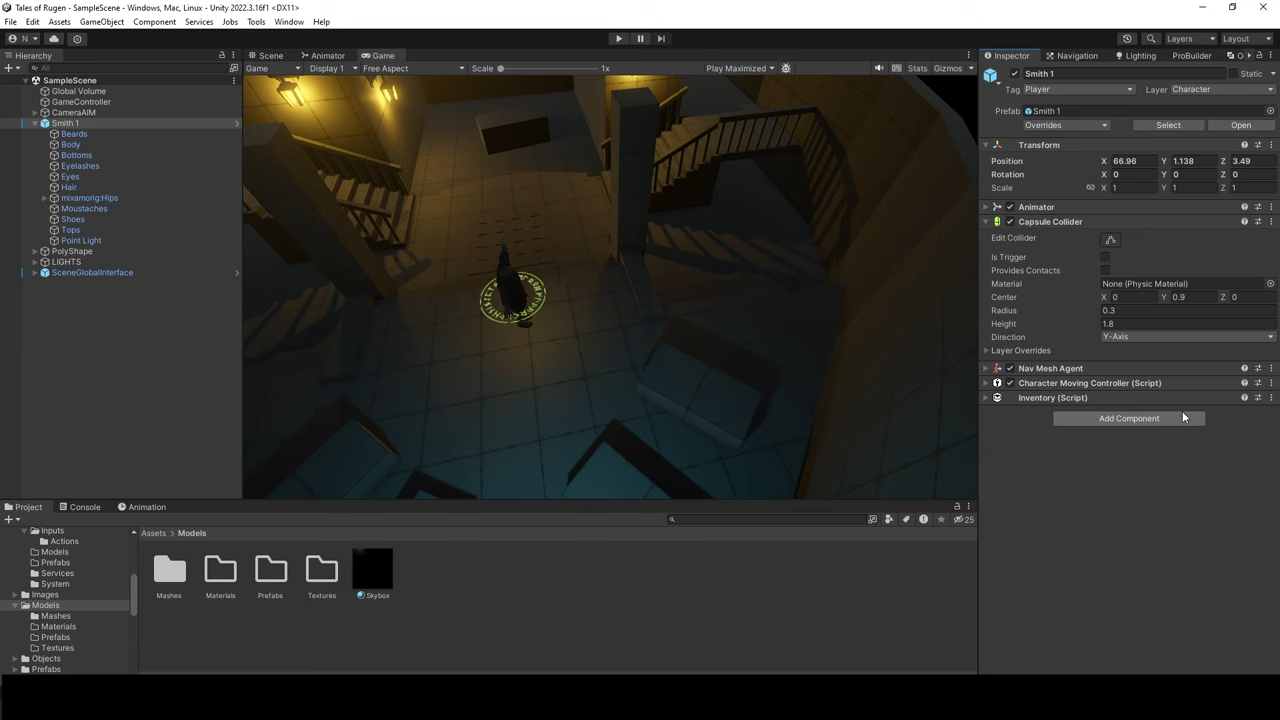 Tales of Rugen - SampleScene - Windows, Mac, Linux - Unity 2022.3.16f1 <DX11>
File Edit Assets GameObject Component Services Jobs Tools Window Help
N Layers Layout
Hierarchy Scene Animator Game Inspector Navigation Lighting ProBuilder O
All Game Display 1 Free Aspect Scale 1x Play Maximized Stats Gizmos
SampleScene
Global Volume
GameController
CameraAIM
Smith 1
Beards
Body
Bottoms
Eyelashes
Eyes
Hair
mixamorig:Hips
Moustaches
Shoes
Tops
Point Light
PolyShape
LIGHTS
SceneGlobalInterface
Smith 1 Static
Tag Player Layer Character
Prefab Smith 1
Overrides Select Open
Transform
Position X 66.96 Y 1.138 Z 3.49
Rotation X 0 Y 0 Z 0
Scale X 1 Y 1 Z 1
Animator
Capsule Collider
Edit Collider
Is Trigger
Provides Contacts
Material None (Physic Material)
Center X 0 Y 0.9 Z 0
Radius 0.3
Height 1.8
Direction Y-Axis
Layer Overrides
Nav Mesh Agent
Character Moving Controller (Script)
Inventory (Script)
Add Component
Project Console Animation
25
Inputs
Actions
Models
Prefabs
Services
System
Images
Models
Mashes
Materials
Prefabs
Textures
Objects
Prefabs
Assets > Models
Mashes Materials Prefabs Textures Skybox